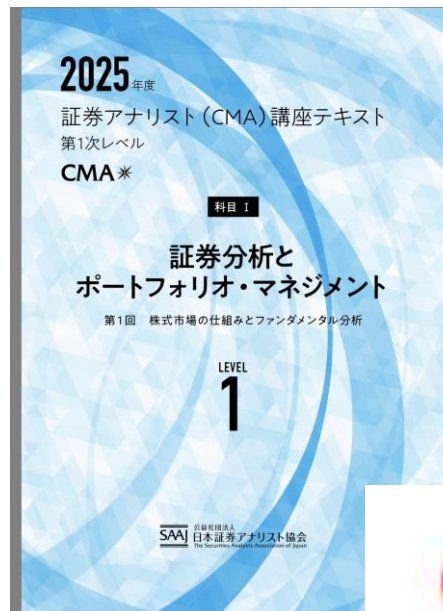 2025年度
証券アナリスト(CMA)講座テキスト
第1次レベル
CMA
科目 I
証券分析と
ポートフォリオ・マネジメント
第1回 株式市場の仕組みとファンダメンタル分析
LEVEL
1
SAAJ 公益社団法人
日本証券アナリスト協会
The Securities Analysts Association of Japan